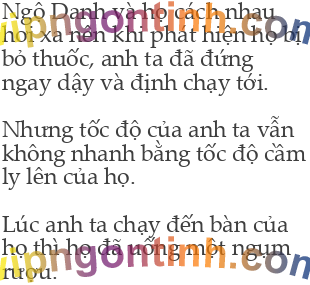 Ngô Danh và họ cách nhau
hơi xa nên khi phát hiện họ bị
bỏ thuốc, anh ta đã đứng
ngay dậy và định chạy tới.
Nhưng tốc độ của anh ta vẫn
không nhanh bằng tốc độ cầm
ly lên của họ.
Lúc anh ta chạy đến bàn của
họ thì họ đã uống một ngụm
rượu.
vipngontinh.com
vipngontinh.com